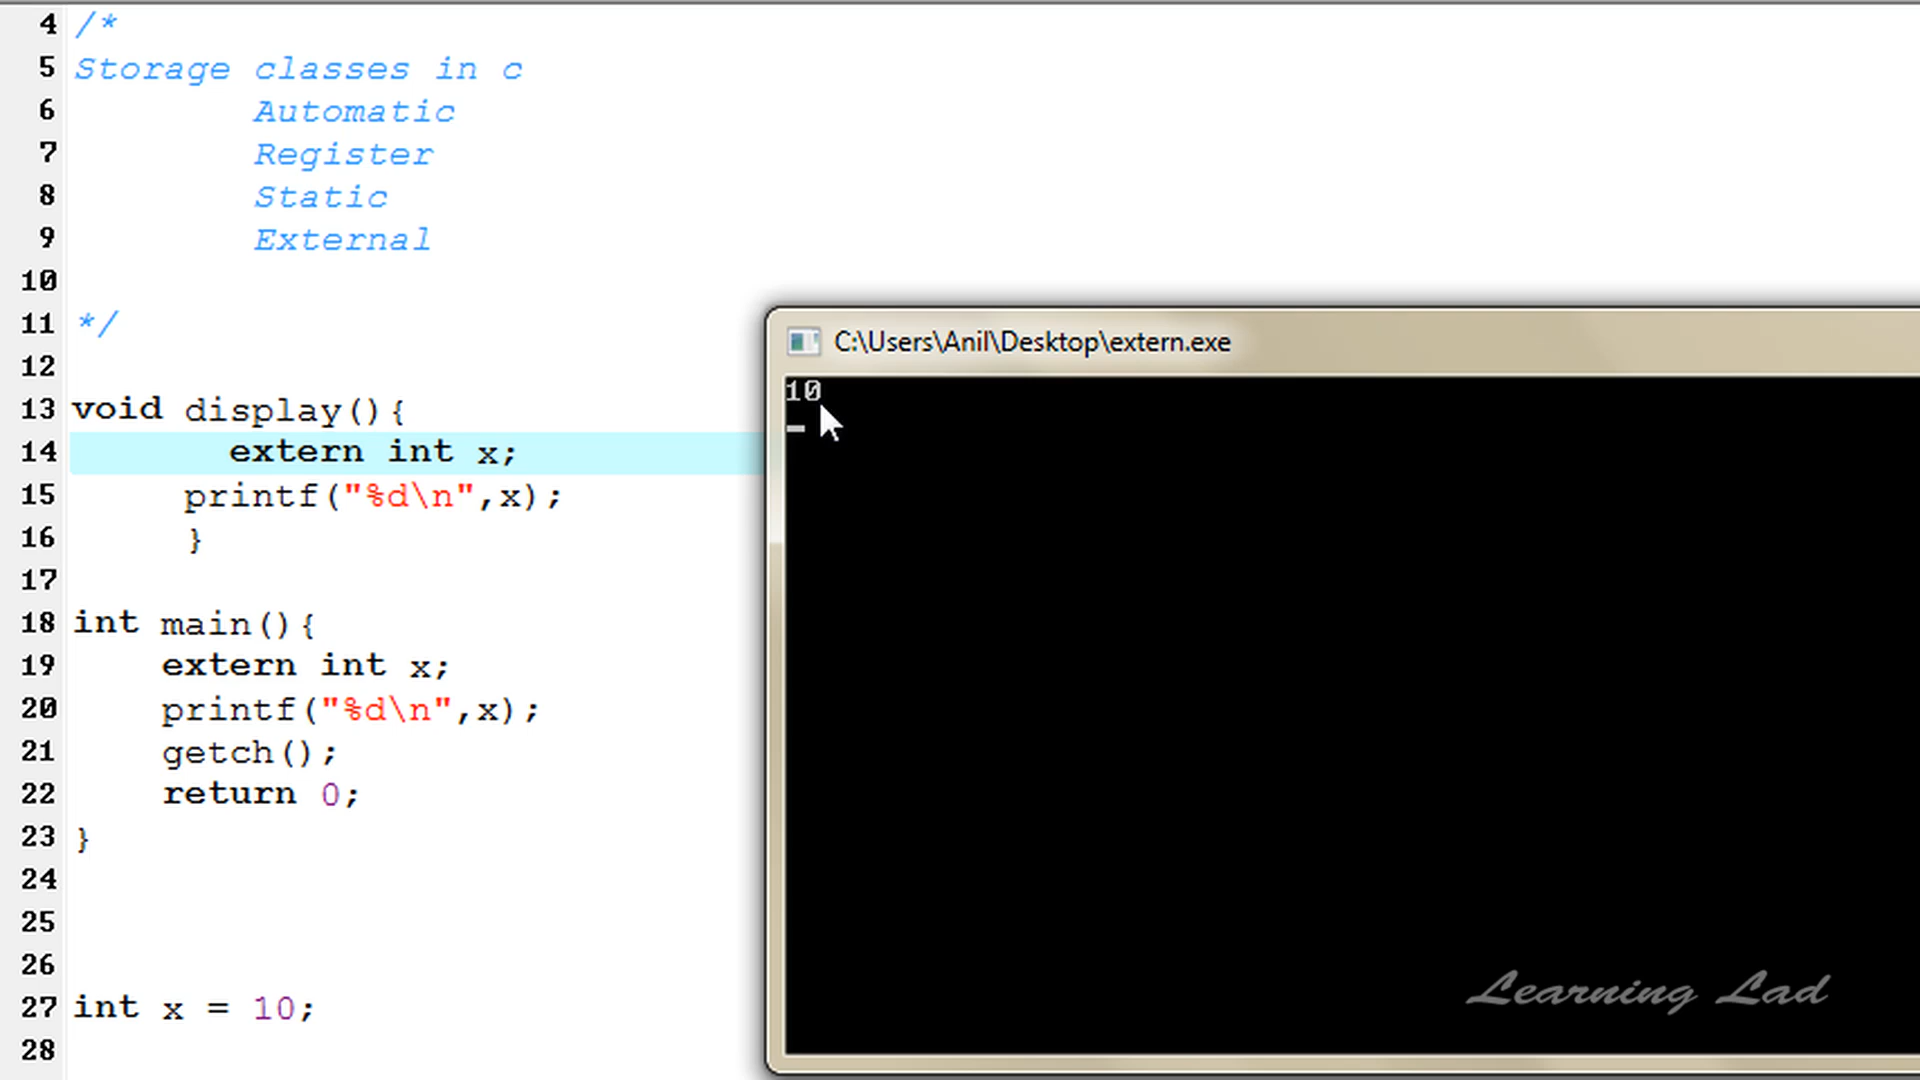 4 /*
5 Storage classes in c
6 Automatic
7 Register
8 Static
9 External
10
11 */
12
13 void display(){
14 extern int x;
15 printf("%d\n",x);
16 }
17
18 int main(){
19 extern int x;
20 printf("%d\n",x);
21 getch();
22 return 0;
23 }
24
25
26
27 int x = 10;
28
C:\Users\Anil\Desktop\extern.exe
10
Learning Lad